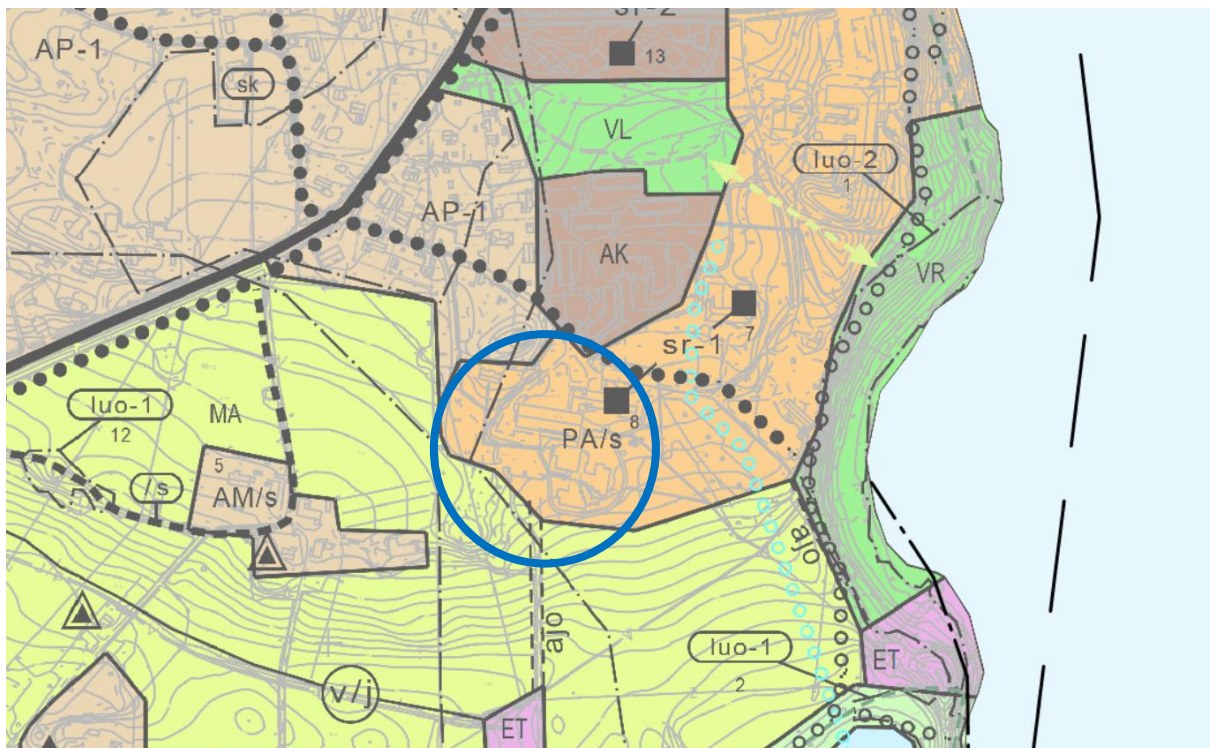 AP-1
sr-2
13
sk
VL
luo-2
1
AP-1
AK
VR
7
sr-1
luo-1
12
MA
8
PA/s
5
AM/s
/s
ajo
ajo
luo-1
2
ET
v/j
ET